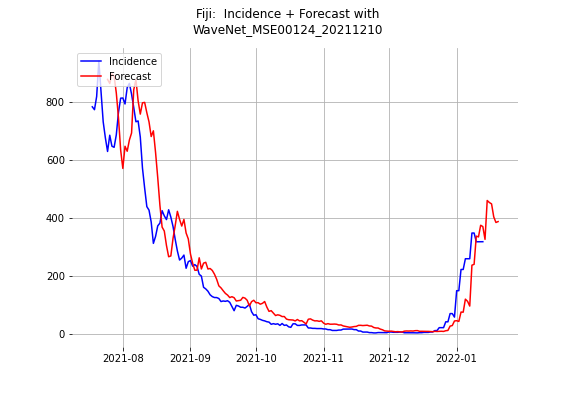 Fiji:  Incidence + Forecast with
WaveNet_MSE00124_20211210
Incidence
Forecast
800
600
400
200
0
2021-08
2021-09
2021-10
2021-11
2021-12
2022-01